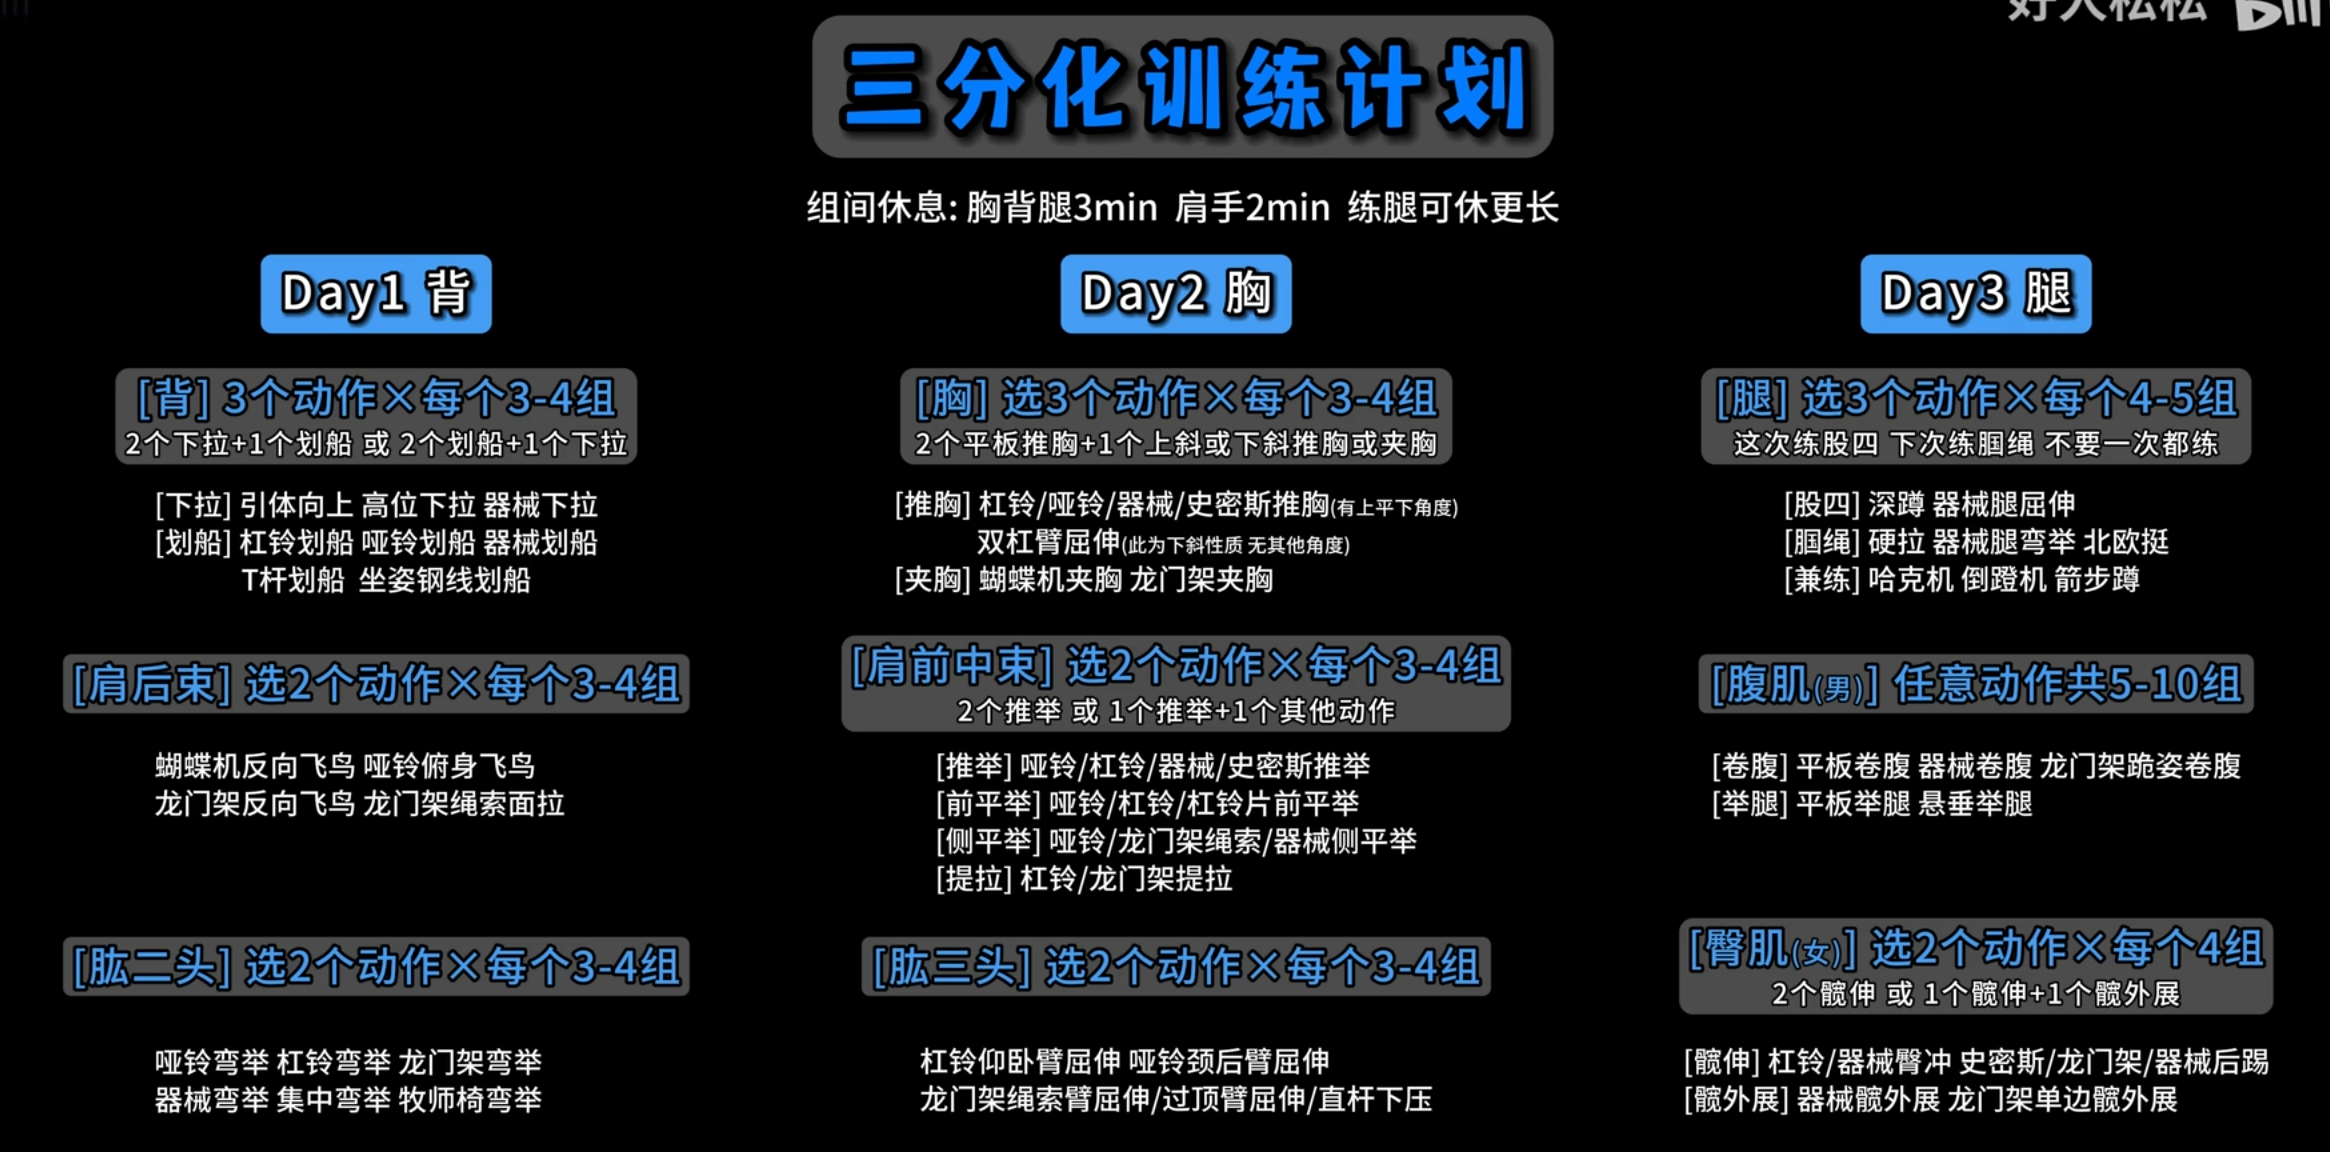 好人松松
三分化训练计划
组间休息: 胸背腿3min 肩手2min 练腿可休更长
Day1 背
[背] 3个动作×每个3-4组
2个下拉+1个划船 或 2个划船+1个下拉
[下拉] 引体向上 高位下拉 器械下拉
[划船] 杠铃划船 哑铃划船 器械划船
T杆划船 坐姿钢线划船
[肩后束] 选2个动作×每个3-4组
蝴蝶机反向飞鸟 哑铃俯身飞鸟
龙门架反向飞鸟 龙门架绳索面拉
[肱二头] 选2个动作×每个3-4组
哑铃弯举 杠铃弯举 龙门架弯举
器械弯举 集中弯举 牧师椅弯举
Day2 胸
[胸] 选3个动作×每个3-4组
2个平板推胸+1个上斜或下斜推胸或夹胸
[推胸] 杠铃/哑铃/器械/史密斯推胸(有上平下角度)
双杠臂屈伸(此为下斜性质 无其他角度)
[夹胸] 蝴蝶机夹胸 龙门架夹胸
[肩前中束] 选2个动作×每个3-4组
2个推举 或 1个推举+1个其他动作
[推举] 哑铃/杠铃/器械/史密斯推举
[前平举] 哑铃/杠铃/杠铃片前平举
[侧平举] 哑铃/龙门架绳索/器械侧平举
[提拉] 杠铃/龙门架提拉
[肱三头] 选2个动作×每个3-4组
杠铃仰卧臂屈伸 哑铃颈后臂屈伸
龙门架绳索臂屈伸/过顶臂屈伸/直杆下压
Day3 腿
[腿] 选3个动作×每个4-5组
这次练股四 下次练腘绳 不要一次都练
[股四] 深蹲 器械腿屈伸
[腘绳] 硬拉 器械腿弯举 北欧挺
[兼练] 哈克机 倒蹬机 箭步蹲
[腹肌(男)] 任意动作共5-10组
[卷腹] 平板卷腹 器械卷腹 龙门架跪姿卷腹
[举腿] 平板举腿 悬垂举腿
[臀肌(女)] 选2个动作×每个4组
2个髋伸 或 1个髋伸+1个髋外展
[髋伸] 杠铃/器械臀冲 史密斯/龙门架/器械后踢
[髋外展] 器械髋外展 龙门架单边髋外展